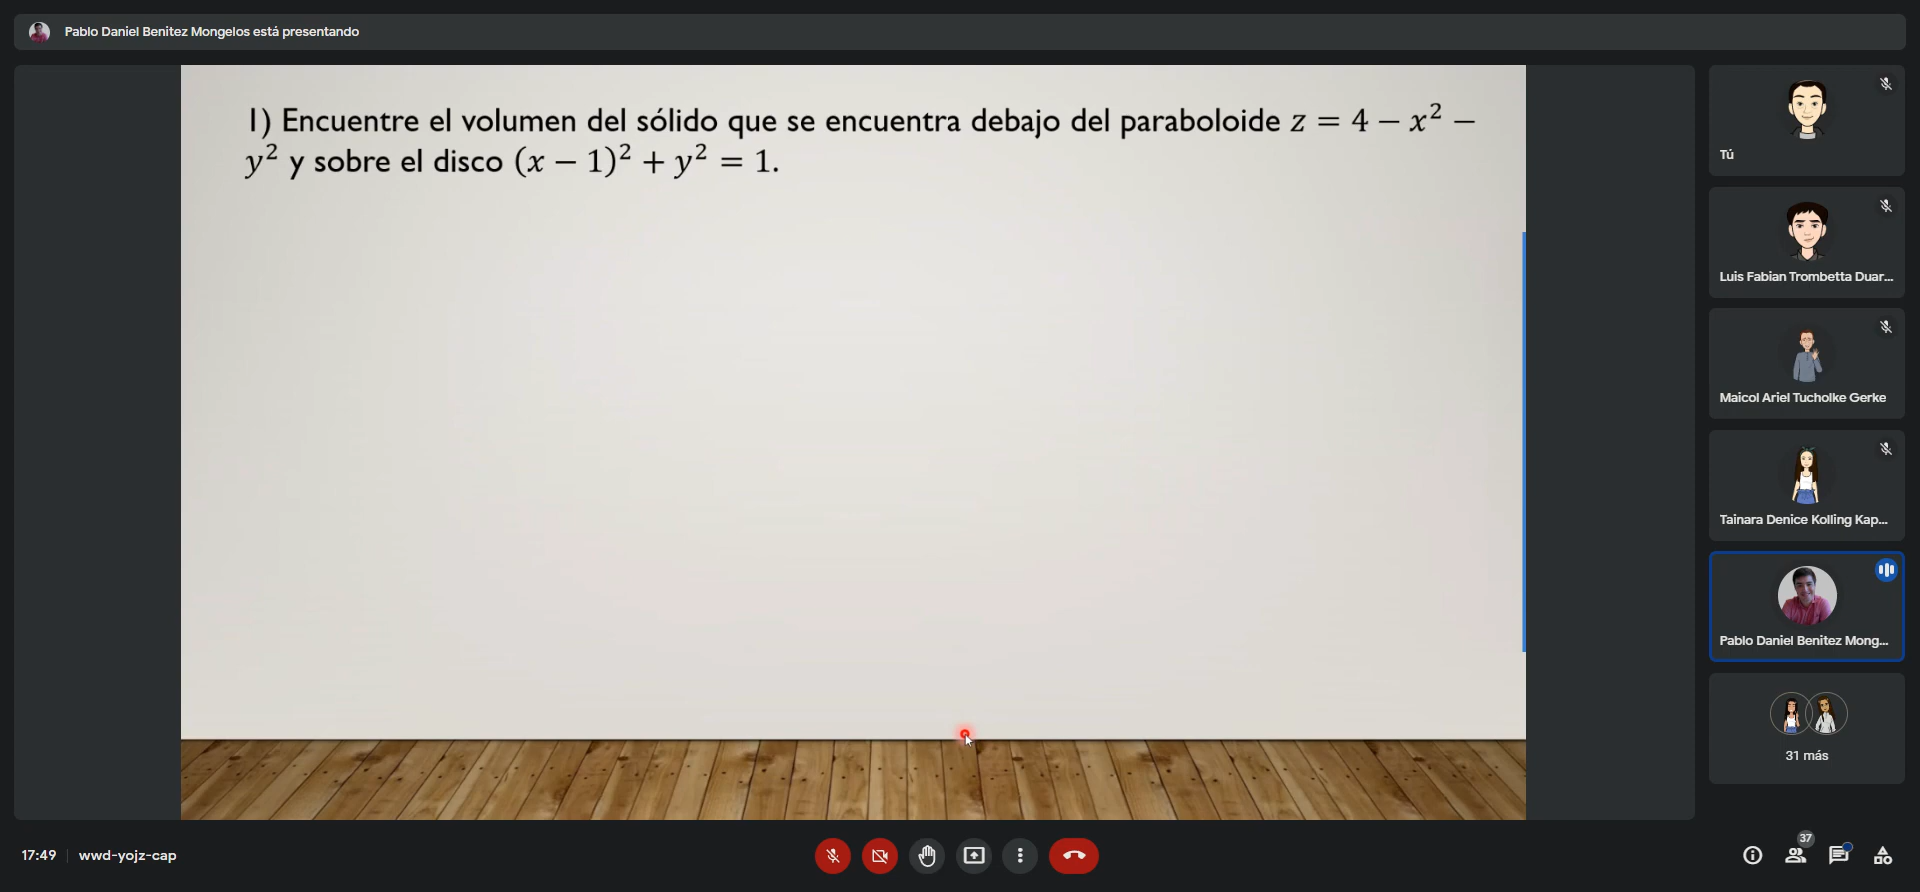 Pablo Daniel Benitez Mongelos está presentando
1) Encuentre el volumen del sólido que se encuentra debajo del paraboloide z = 4 − x² −
y² y sobre el disco (x − 1)² + y² = 1.
Tú
Luis Fabian Trombetta Duar...
Maicol Ariel Tucholke Gerke
Tainara Denice Kolling Kap...
Pablo Daniel Benitez Mong...
31 más
17:49 | wwd-yojz-cap
37